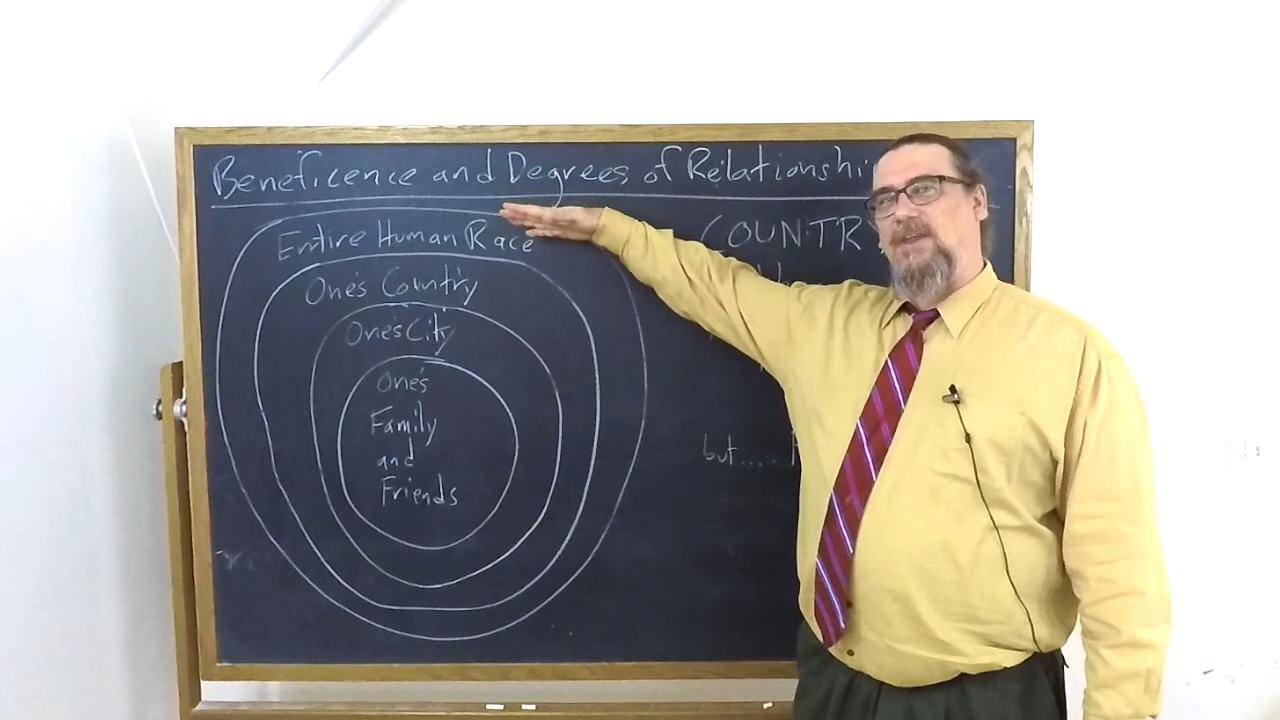 Beneficence and Degrees of Relationshi
Entire Human Race
One's Country
One's City
One's
Family
and
Friends
COUNTR
but.....